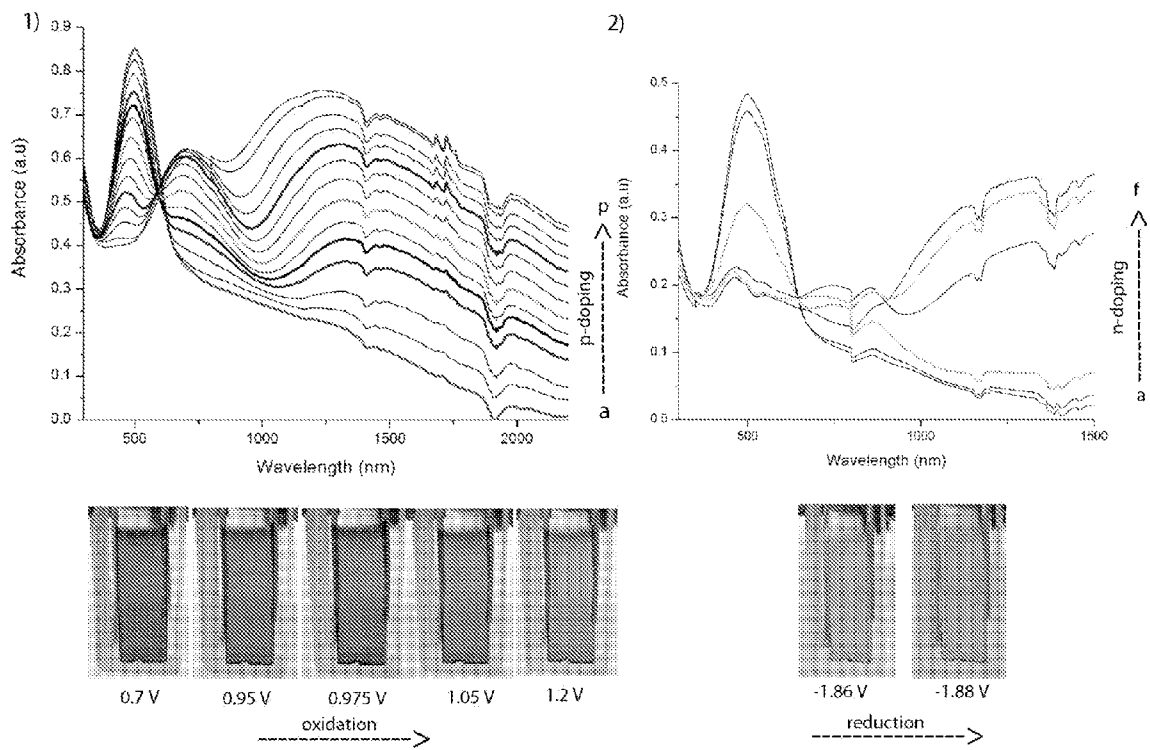 1)
2)
0.9
0.8
0.7
0.6
0.5
0.4
0.3
0.2
0.1
0.0
Absorbance (a.u)
500 1000 1500 2000
Wavelength (nm)
p
p-doping
a
0.5
0.4
0.3
0.2
0.1
0.0
Absorbance (a.u)
500 1000 1500
Wavelength (nm)
f
n-doping
a
0.7 V 0.95 V 0.975 V 1.05 V 1.2 V
oxidation
-1.86 V -1.88 V
reduction